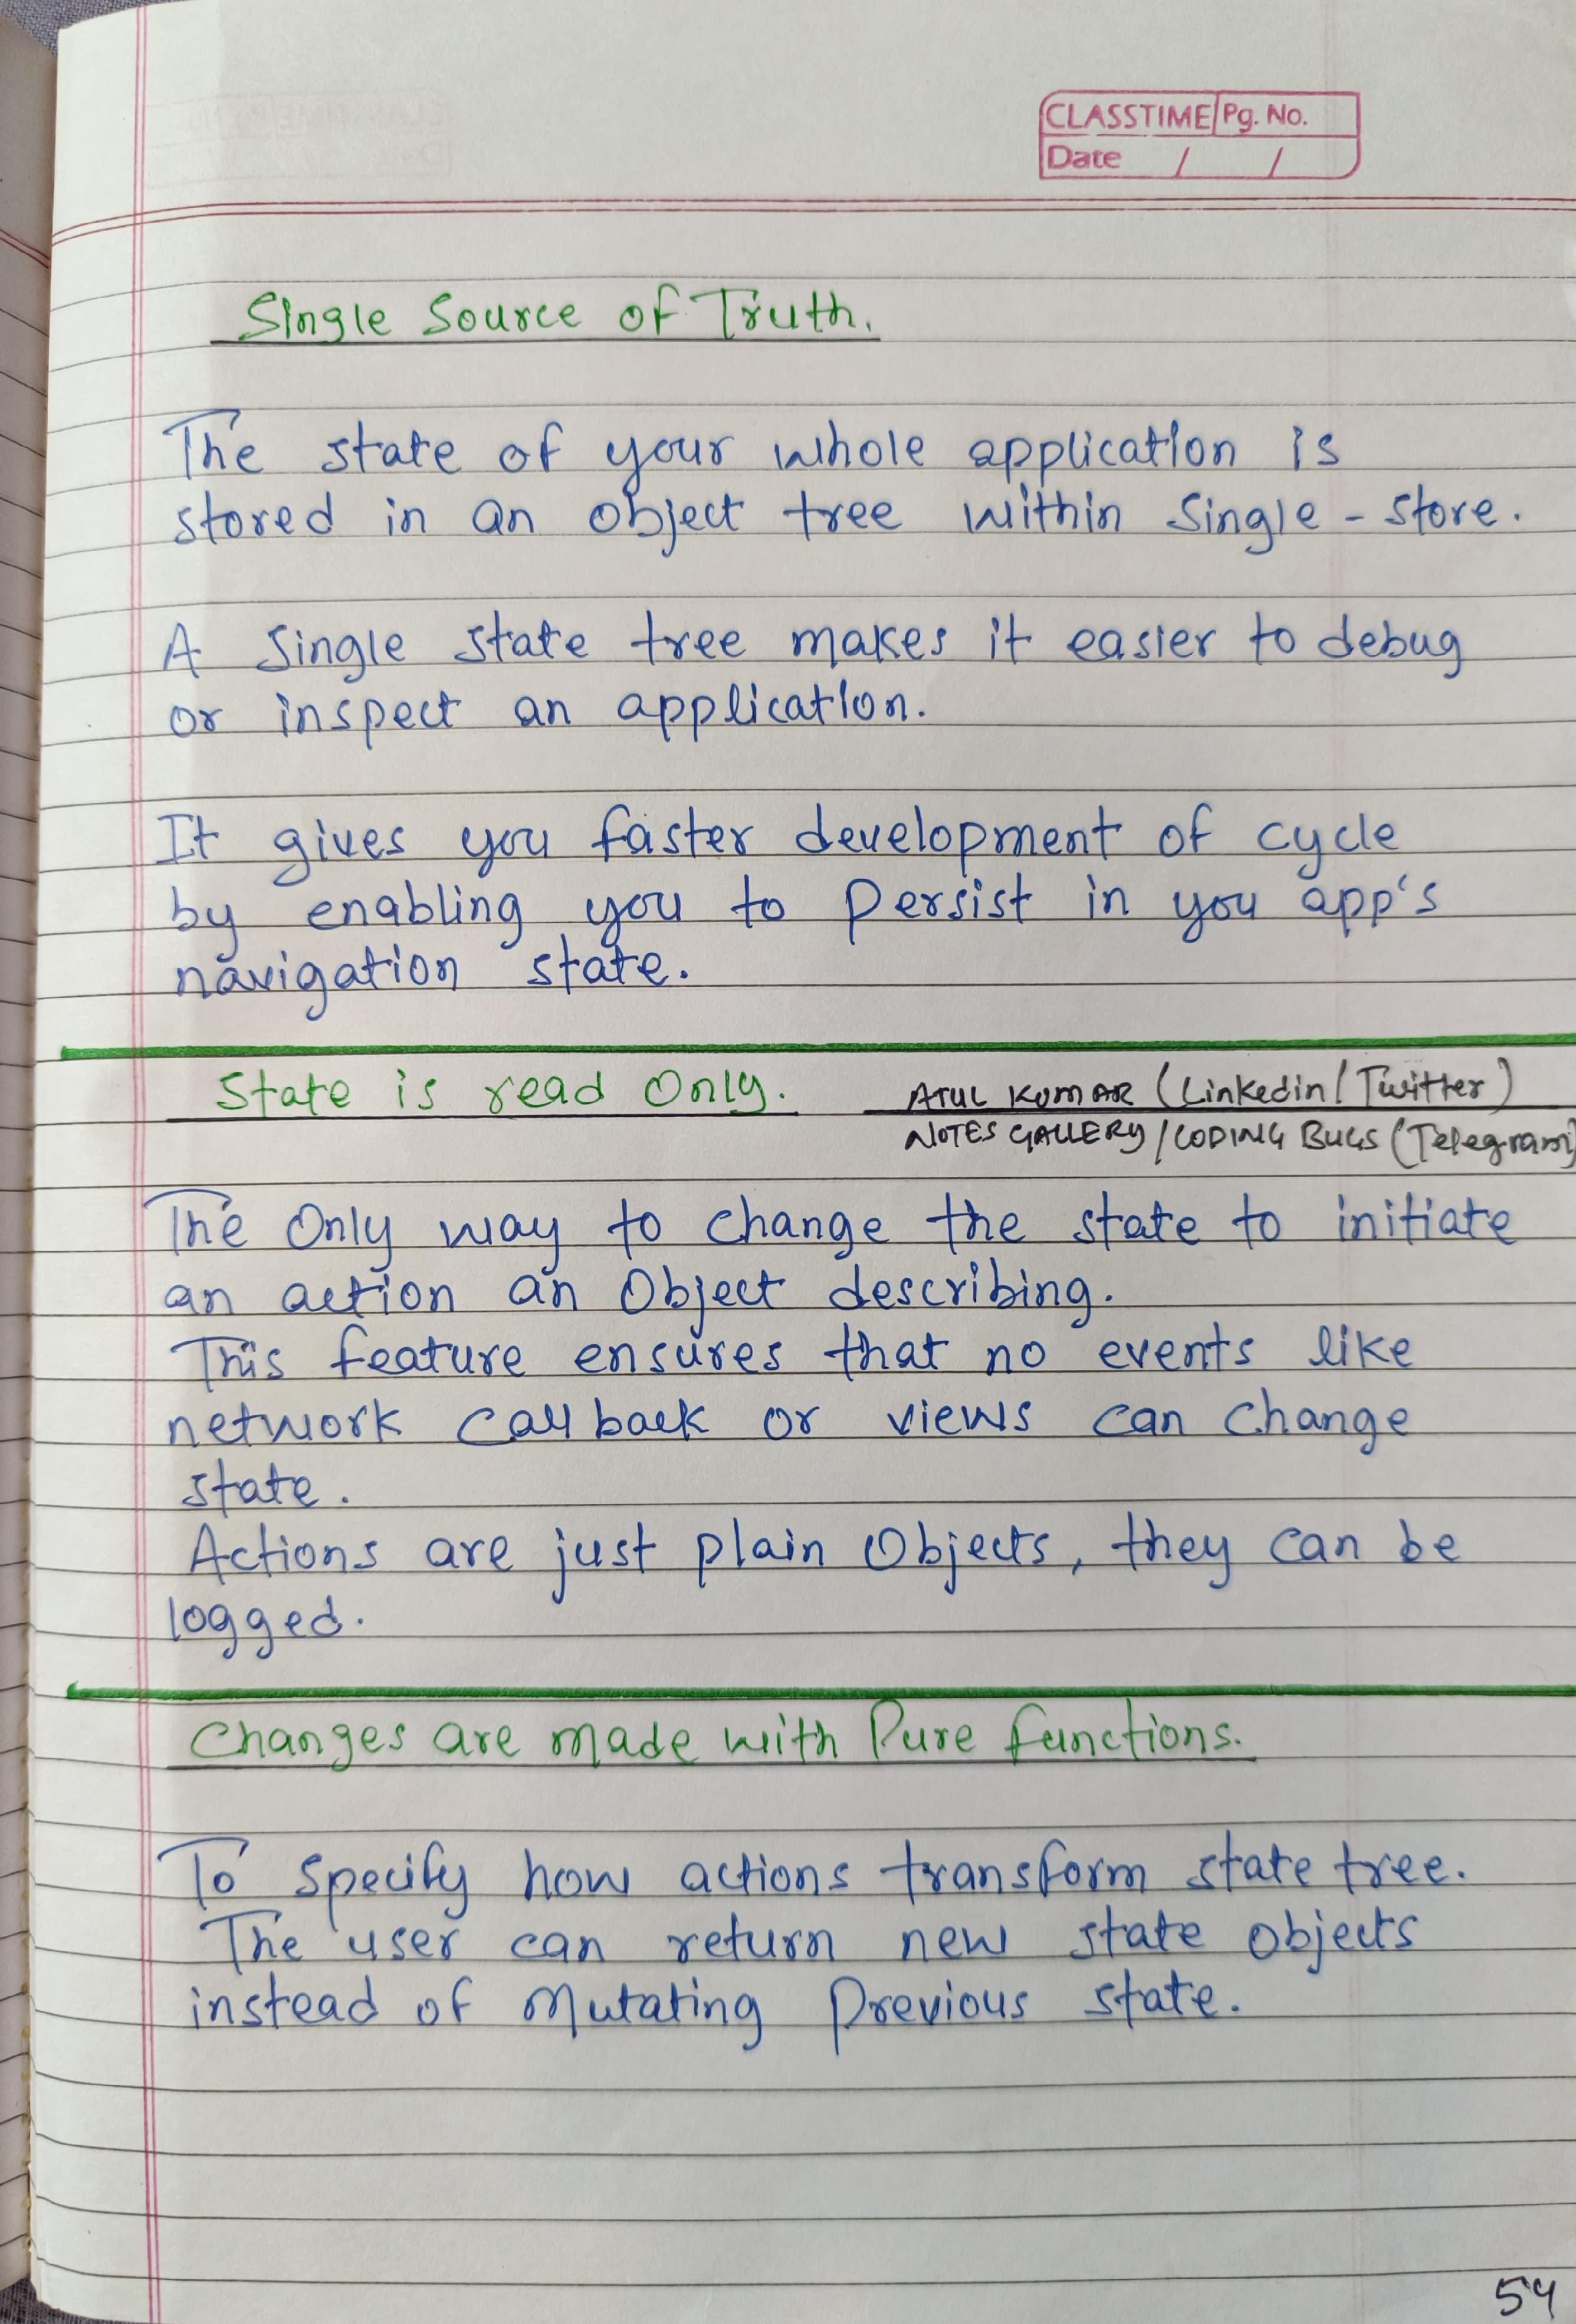 CLASSTIME Pg. No.
Date / /
Single Source of Truth.
The state of your whole application is
stored in an object tree within single - store.
A single state tree makes it easier to debug
or inspect an application.
It gives you faster development of cycle
by enabling you to persist in you app's
navigation state.
State is read Only.
ATUL KUMAR (Linkedin / Twitter)
NOTES GALLERY / CODING BUGS (Telegram)
The Only way to change the state to initiate
an action an Object describing.
This feature ensures that no events like
network call back or views can change
state.
Actions are just plain Objects, they can be
logged.
Changes are made with Pure functions.
To specify how actions transform state tree.
The user can return new state objects
instead of mutating previous state.
54